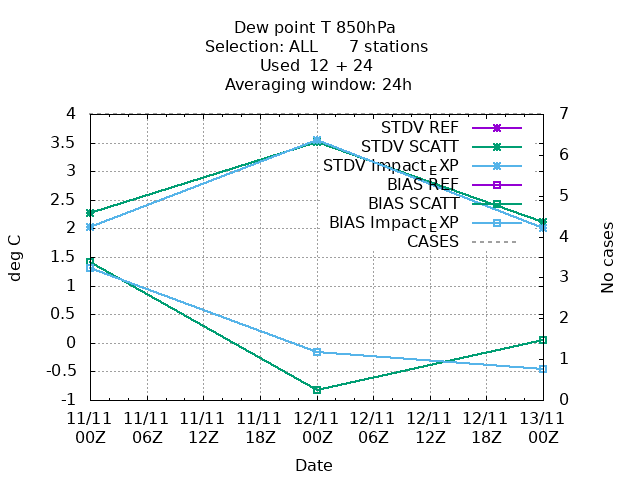 Dew point T 850hPa
Selection: ALL 7 stations
Used 12 + 24
Averaging window: 24h
4
3.5
3
2.5
2
1.5
1
0.5
0
-0.5
-1
deg C
7
6
5
4
3
2
1
0
No cases
STDV REF
STDV SCATT
STDV Impact_EXP
BIAS REF
BIAS SCATT
BIAS Impact_EXP
CASES
11/11 11/11 11/11 11/11 12/11 12/11 12/11 12/11 13/11
00Z 06Z 12Z 18Z 00Z 06Z 12Z 18Z 00Z
Date